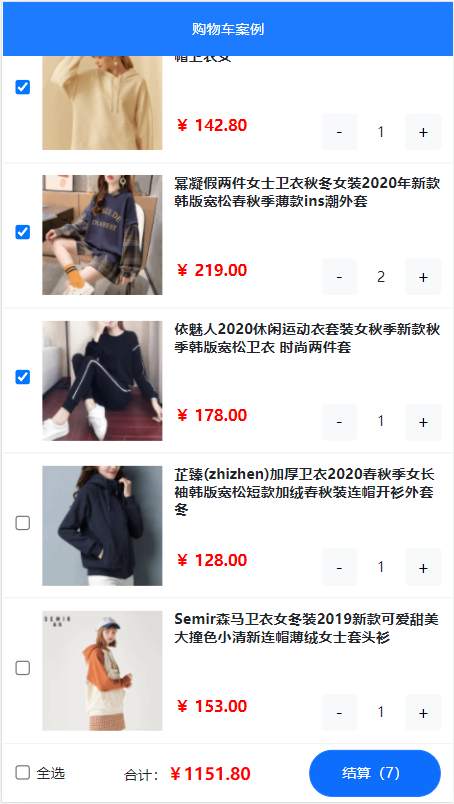 购物车案例
帽卫衣女
¥ 142.80
- 1 +
幂凝假两件女士卫衣秋冬女装2020年新款
韩版宽松春秋季薄款ins潮外套
¥ 219.00
- 2 +
依魅人2020休闲运动衣套装女秋季新款秋
季韩版宽松卫衣 时尚两件套
¥ 178.00
- 1 +
芷臻(zhizhen)加厚卫衣2020春秋季女长
袖韩版宽松短款加绒春秋装连帽开衫外套
冬
¥ 128.00
- 1 +
SEMIR
Semir森马卫衣女冬装2019新款可爱甜美
大撞色小清新连帽薄绒女士套头衫
¥ 153.00
- 1 +
全选 合计：¥1151.80 结算（7）